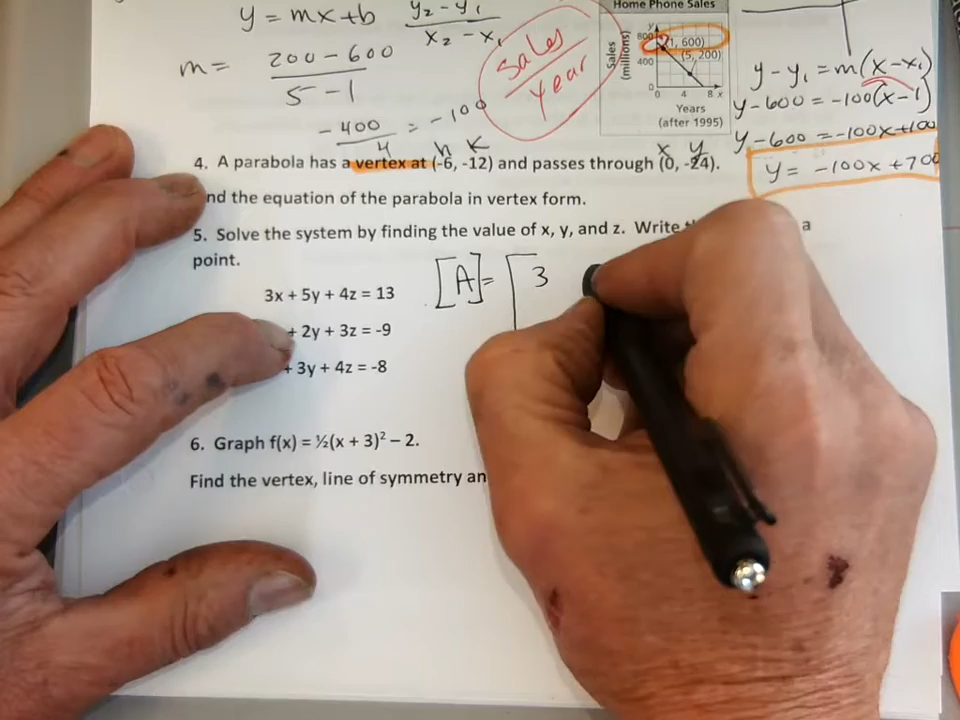 Home Phone Sales
y = mx+b y₂ - y₁
x₂ - x₁
Sales
Year
Sales
(millions)
y
800
400
0
(1, 600)
(5, 200)
0 4 8 x
Years
(after 1995)
m = 200 - 600
5 - 1
-400
4
= -100
y - y₁ = m(x - x₁)
y - 600 = -100(x - 1)
y - 600 = -100x + 100
y = -100x + 700
h K x y
4. A parabola has a vertex at (-6, -12) and passes through (0, -24).
nd the equation of the parabola in vertex form.
5. Solve the system by finding the value of x, y, and z. Write a
point.
3x + 5y + 4z = 13
+ 2y + 3z = -9
+ 3y + 4z = -8
[A] = [ 3
6. Graph f(x) = ½(x + 3)² – 2.
Find the vertex, line of symmetry an